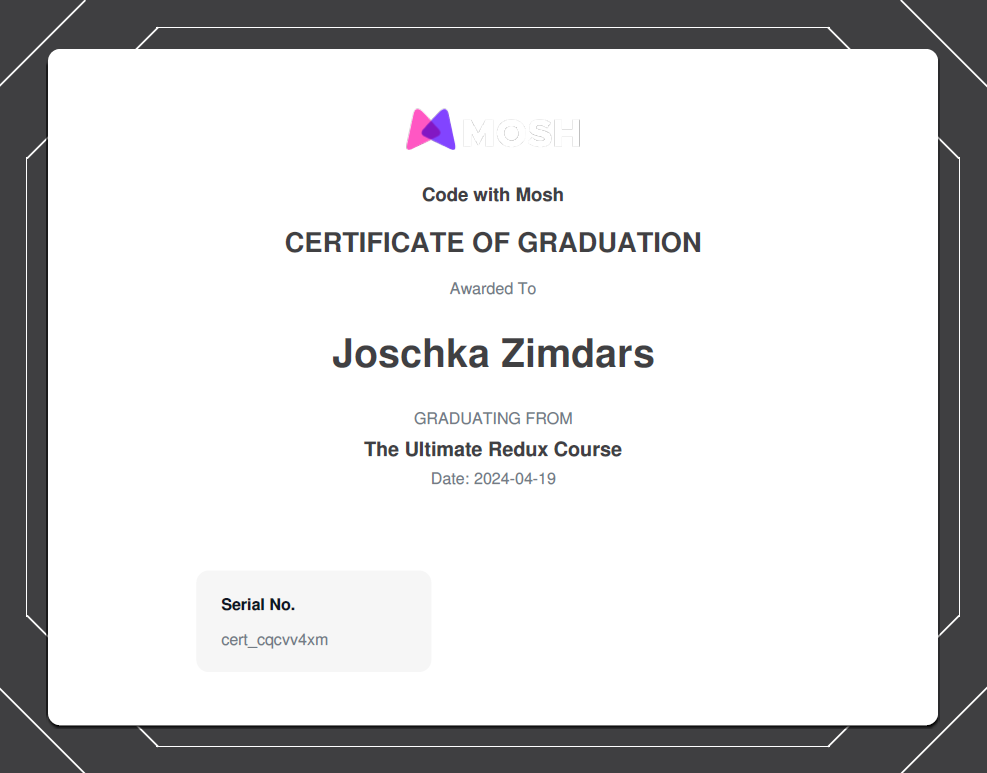 MOSH
Code with Mosh
CERTIFICATE OF GRADUATION
Awarded To
Joschka Zimdars
GRADUATING FROM
The Ultimate Redux Course
Date: 2024-04-19
Serial No.
cert_cqcvv4xm